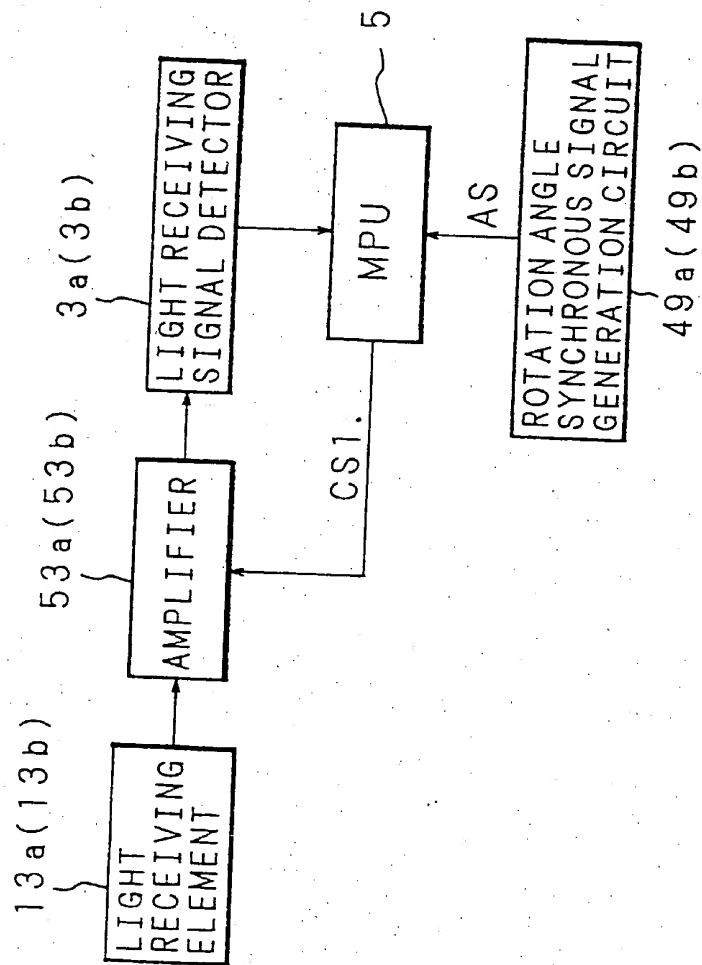 13a(13b)
LIGHT
RECEIVING
ELEMENT
53a(53b)
AMPLIFIER
3a(3b)
LIGHT RECEIVING
SIGNAL DETECTOR
CS1.
MPU
5
AS
ROTATION ANGLE
SYNCHRONOUS SIGNAL
GENERATION CIRCUIT
49a(49b)